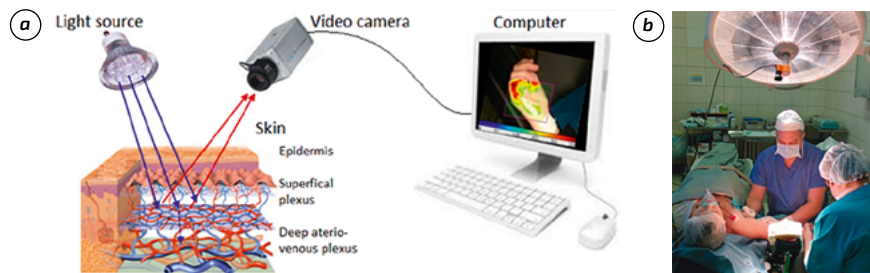 a
Light source
Video camera
Computer
b
Skin
Epidermis
Superfical
plexus
Deep aterio-
venous plexus